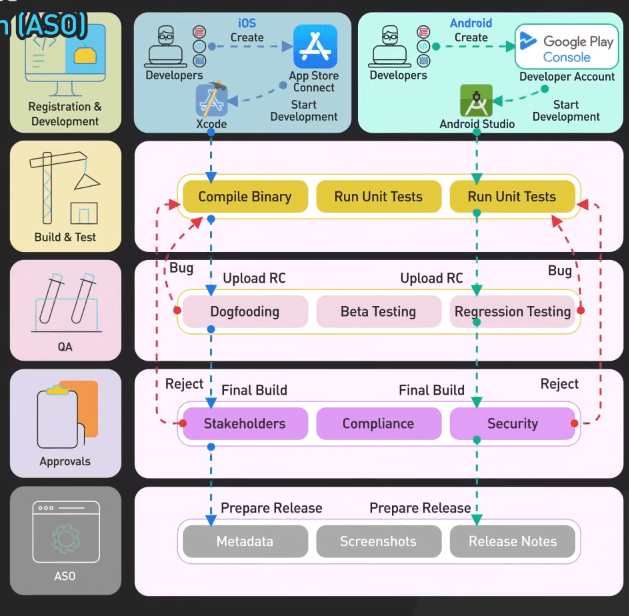 (ASO)
iOS
Create
Developers
App Store
Connect
Start
Development
Xcode
Android
Create
Developers
Google Play
Console
Developer Account
Start
Development
Android Studio
Registration &
Development
Build & Test
Compile Binary
Run Unit Tests
Run Unit Tests
Bug
Upload RC
Upload RC
Bug
QA
Dogfooding
Beta Testing
Regression Testing
Reject
Final Build
Final Build
Reject
Approvals
Stakeholders
Compliance
Security
Prepare Release
Prepare Release
ASO
Metadata
Screenshots
Release Notes